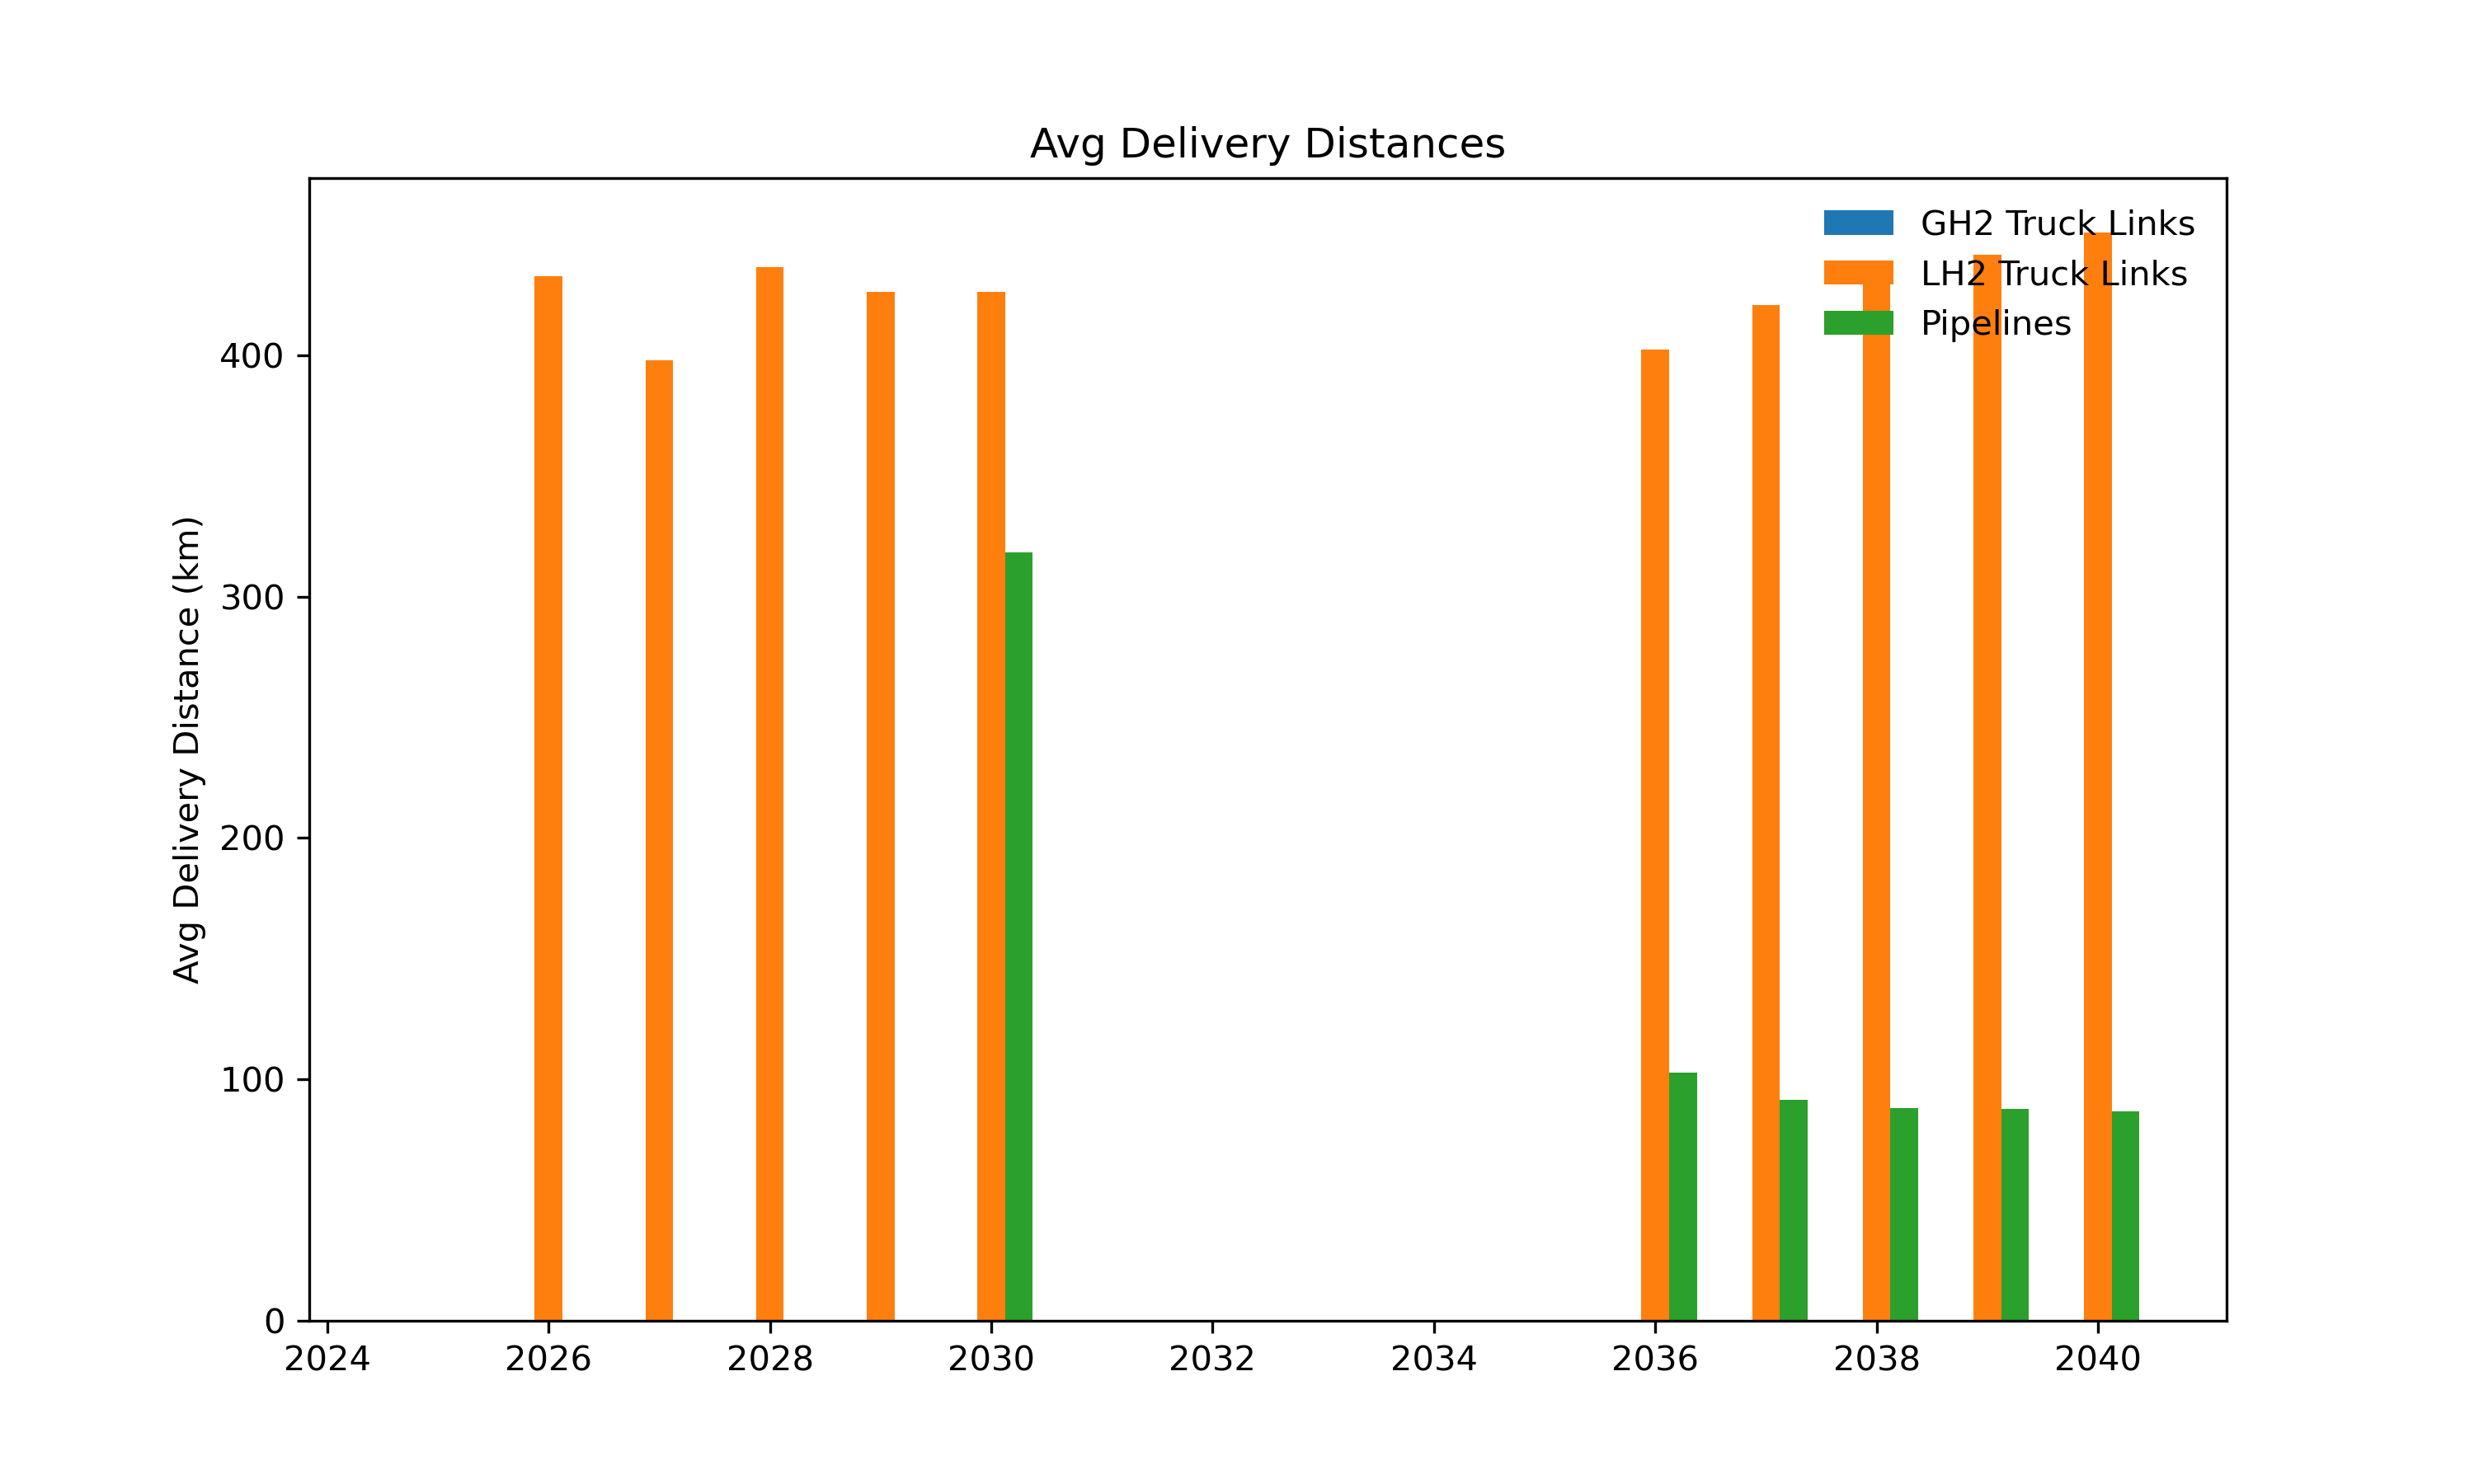 Avg Delivery Distances
GH2 Truck Links
LH2 Truck Links
Pipelines
Avg Delivery Distance (km)
400
300
200
100
0
2024 2026 2028 2030 2032 2034 2036 2038 2040